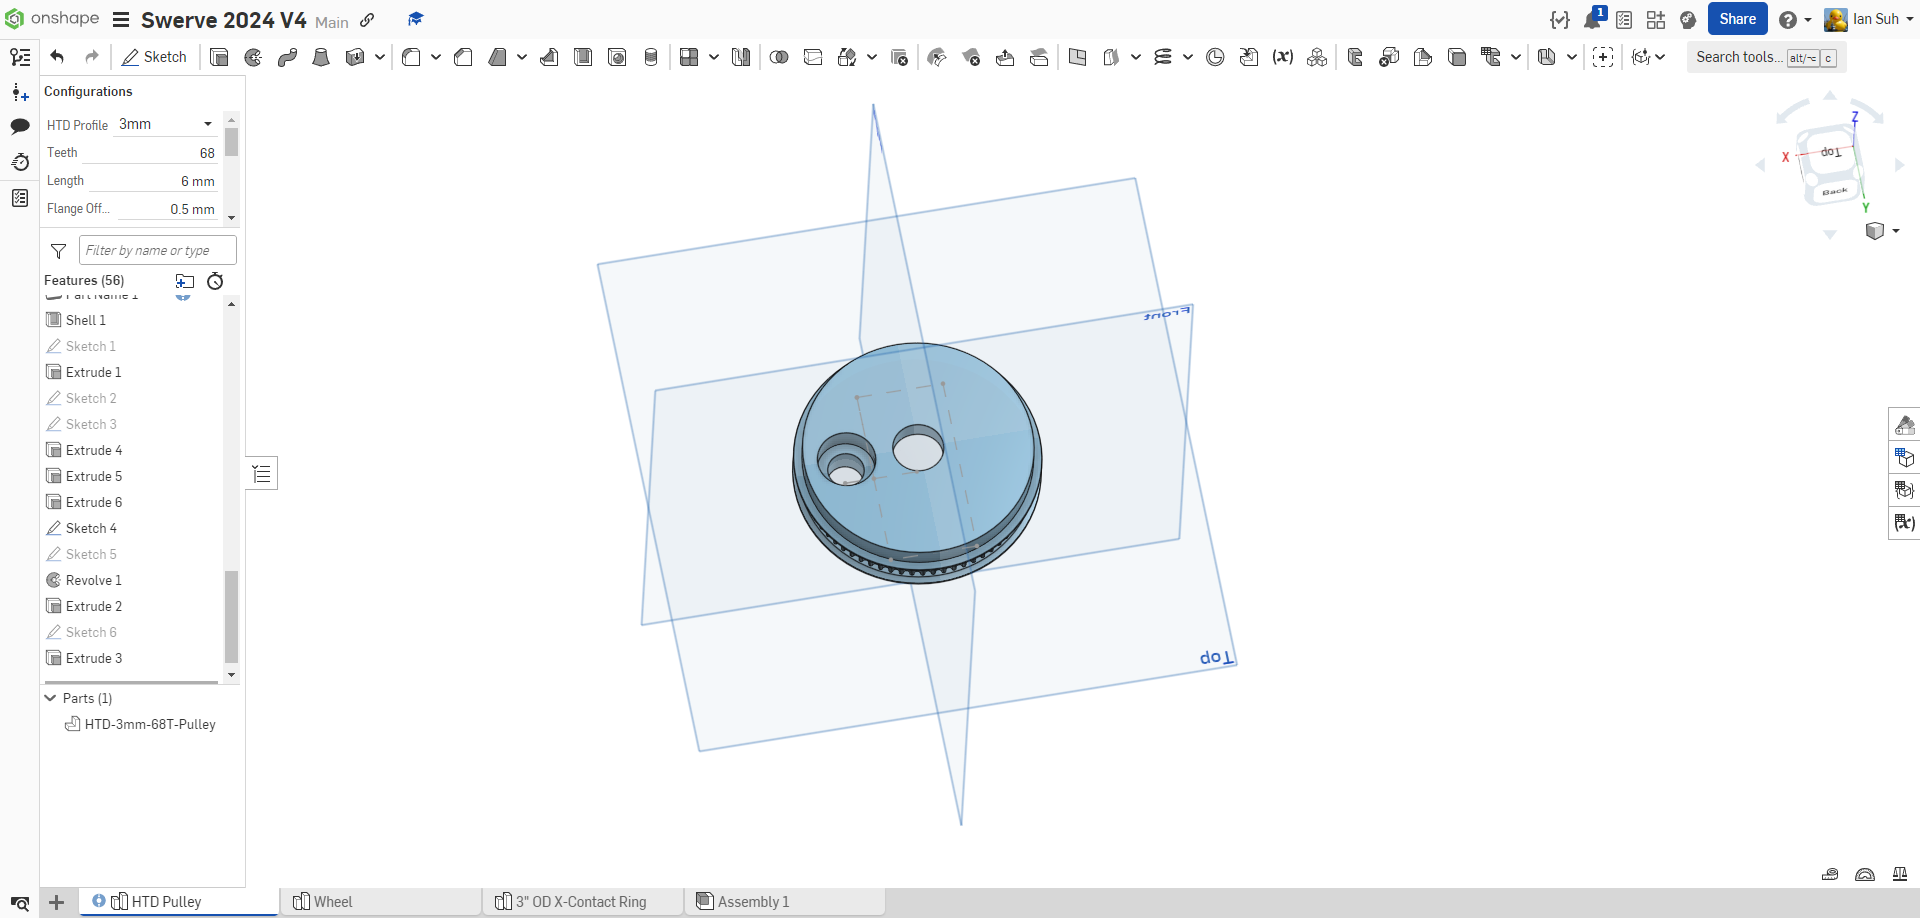 onshape
Swerve 2024 V4 Main
1
Share
Ian Suh
Sketch
Search tools... alt/⌥ c
Configurations
HTD Profile 3mm
Teeth 68
Length 6 mm
Flange Off... 0.5 mm
Filter by name or type
Features (56)
Part Name 1
Shell 1
Sketch 1
Extrude 1
Sketch 2
Sketch 3
Extrude 4
Extrude 5
Extrude 6
Sketch 4
Sketch 5
Revolve 1
Extrude 2
Sketch 6
Extrude 3
Parts (1)
HTD-3mm-68T-Pulley
Front
Top
Z
X
Top
Back
Y
HTD Pulley
Wheel
3" OD X-Contact Ring
Assembly 1